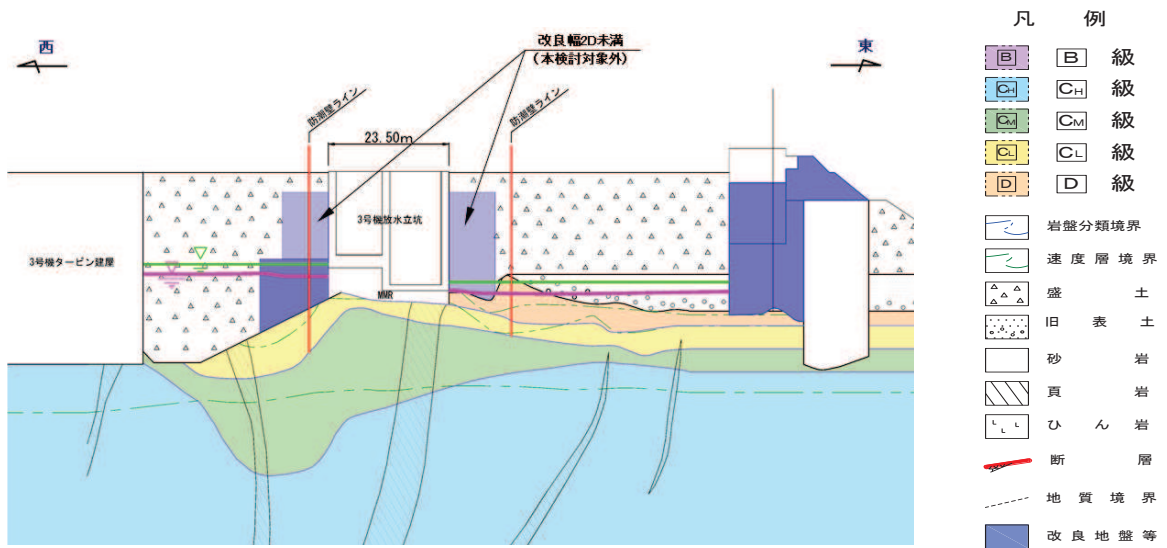 西
改良幅2D未満
(本検討対象外)
東
防潮壁ライン
防潮壁ライン
23.50m
3号機放水立坑
3号機タービン建屋
MMR
凡 例
B B 級
CH CH 級
CM CM 級
CL CL 級
D D 級
岩盤分類境界
速度層境界
盛土
旧表土
砂岩
頁岩
ひん岩
断層
地質境界
改良地盤等